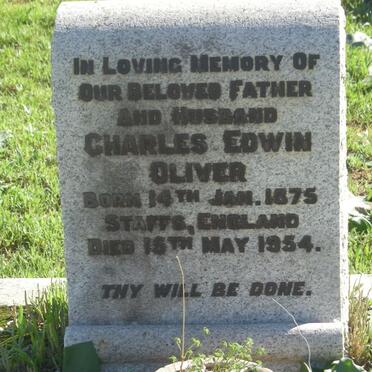 IN LOVING MEMORY OF
OUR BELOVED FATHER
AND HUSBAND
CHARLES EDWIN
OLIVER
BORN 14TH JAN. 1875
STAFFS, ENGLAND
DIED 15TH MAY 1954.
THY WILL BE DONE.